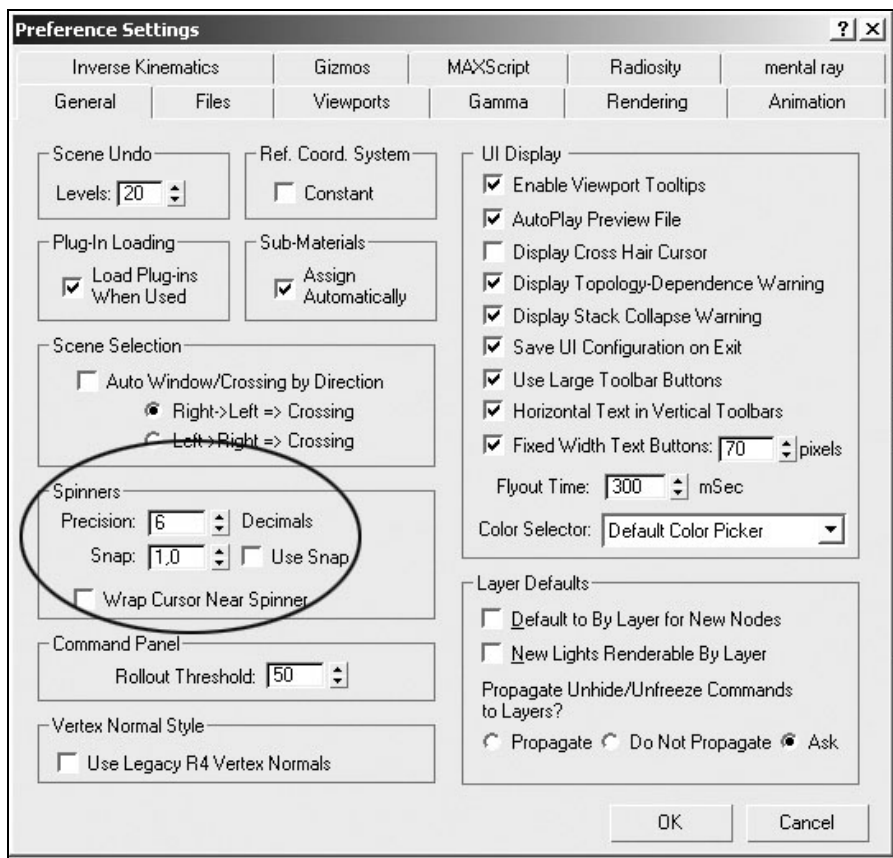 Preference Settings
Inverse Kinematics Gizmos MAXScript Radiosity mental ray
General Files Viewports Gamma Rendering Animation
Scene Undo
Levels: 20
Ref. Coord. System
Constant
Plug-In Loading
Load Plug-ins
When Used
Sub-Materials
Assign
Automatically
Scene Selection
Auto Window/Crossing by Direction
Right->Left => Crossing
Left->Right => Crossing
Spinners
Precision: 6 Decimals
Snap: 1,0 Use Snap
Wrap Cursor Near Spinner
Command Panel
Rollout Threshold: 50
Vertex Normal Style
Use Legacy R4 Vertex Normals
UI Display
Enable Viewport Tooltips
AutoPlay Preview File
Display Cross Hair Cursor
Display Topology-Dependence Warning
Display Stack Collapse Warning
Save UI Configuration on Exit
Use Large Toolbar Buttons
Horizontal Text in Vertical Toolbars
Fixed Width Text Buttons: 70 pixels
Flyout Time: 300 mSec
Color Selector: Default Color Picker
Layer Defaults
Default to By Layer for New Nodes
New Lights Renderable By Layer
Propagate Unhide/Unfreeze Commands
to Layers?
Propagate Do Not Propagate Ask
OK Cancel